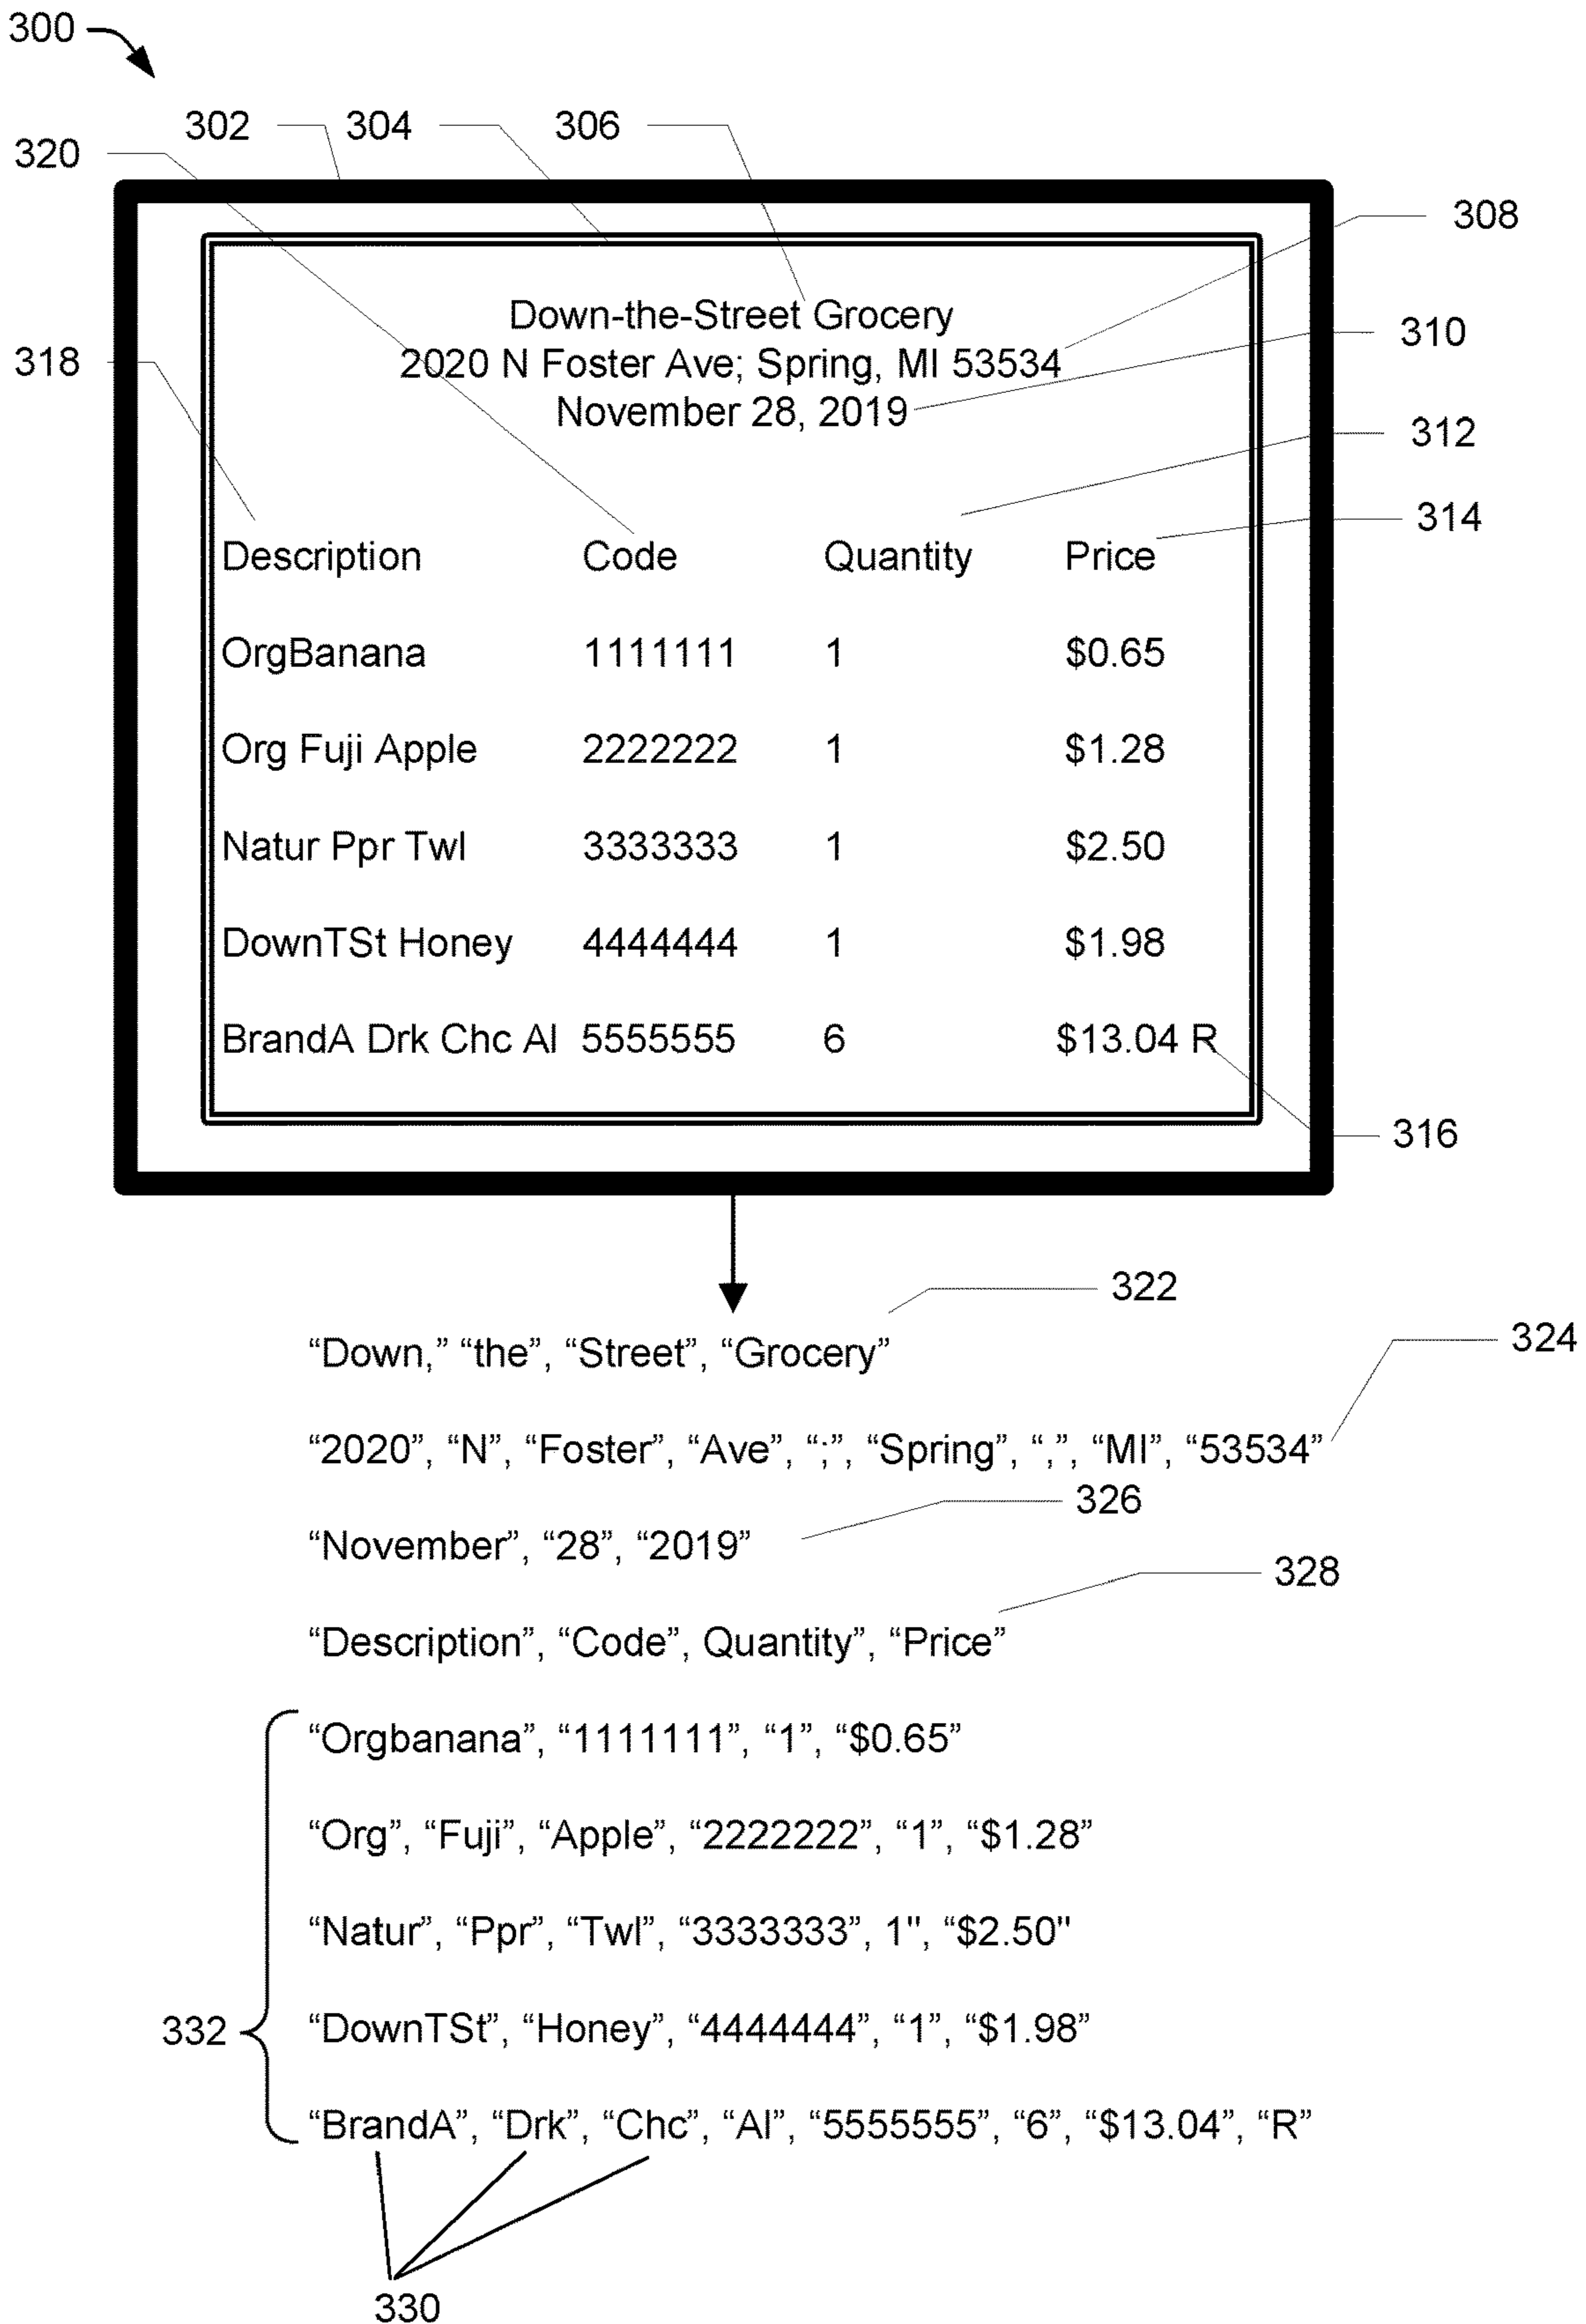 300
302 304 306
320
308
Down-the-Street Grocery
310
318 2020 N Foster Ave; Spring, MI 53534
November 28, 2019
312
314
Description Code Quantity Price
OrgBanana 1111111 1 $0.65
Org Fuji Apple 2222222 1 $1.28
Natur Ppr Twl 3333333 1 $2.50
DownTSt Honey 4444444 1 $1.98
BrandA Drk Chc Al 5555555 6 $13.04 R
316
322
“Down,” “the”, “Street”, “Grocery”
324
“2020”, “N”, “Foster”, “Ave”, “;”, “Spring”, “,”, “MI”, “53534”
326
“November”, “28”, “2019”
328
“Description”, “Code”, Quantity”, “Price”
“Orgbanana”, “1111111”, “1”, “$0.65”
“Org”, “Fuji”, “Apple”, “2222222”, “1”, “$1.28”
“Natur”, “Ppr”, “Twl”, “3333333”, 1", “$2.50"
332 “DownTSt”, “Honey”, “4444444”, “1”, “$1.98”
“BrandA”, “Drk”, “Chc”, “Al”, “5555555”, “6”, “$13.04”, “R”
330